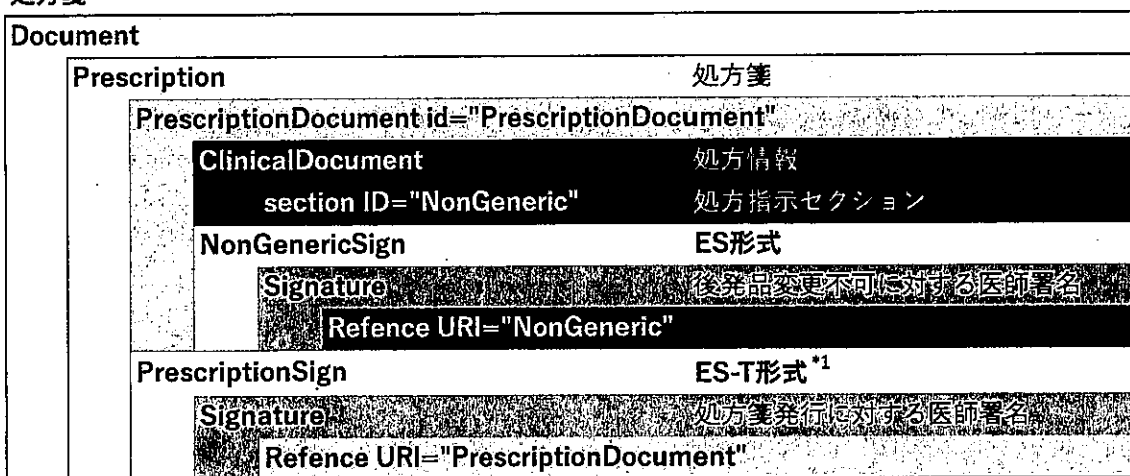 Document
Prescription 処方箋
PrescriptionDocument id="PrescriptionDocument"
ClinicalDocument 処方情報
section ID="NonGeneric" 処方指示セクション
NonGenericSign ES形式
Signature 後発品変更不可に対する医師署名
Refence URI="NonGeneric"
PrescriptionSign ES-T形式*1
Signature 処方箋発行に対する医師署名
Refence URI="PrescriptionDocument"